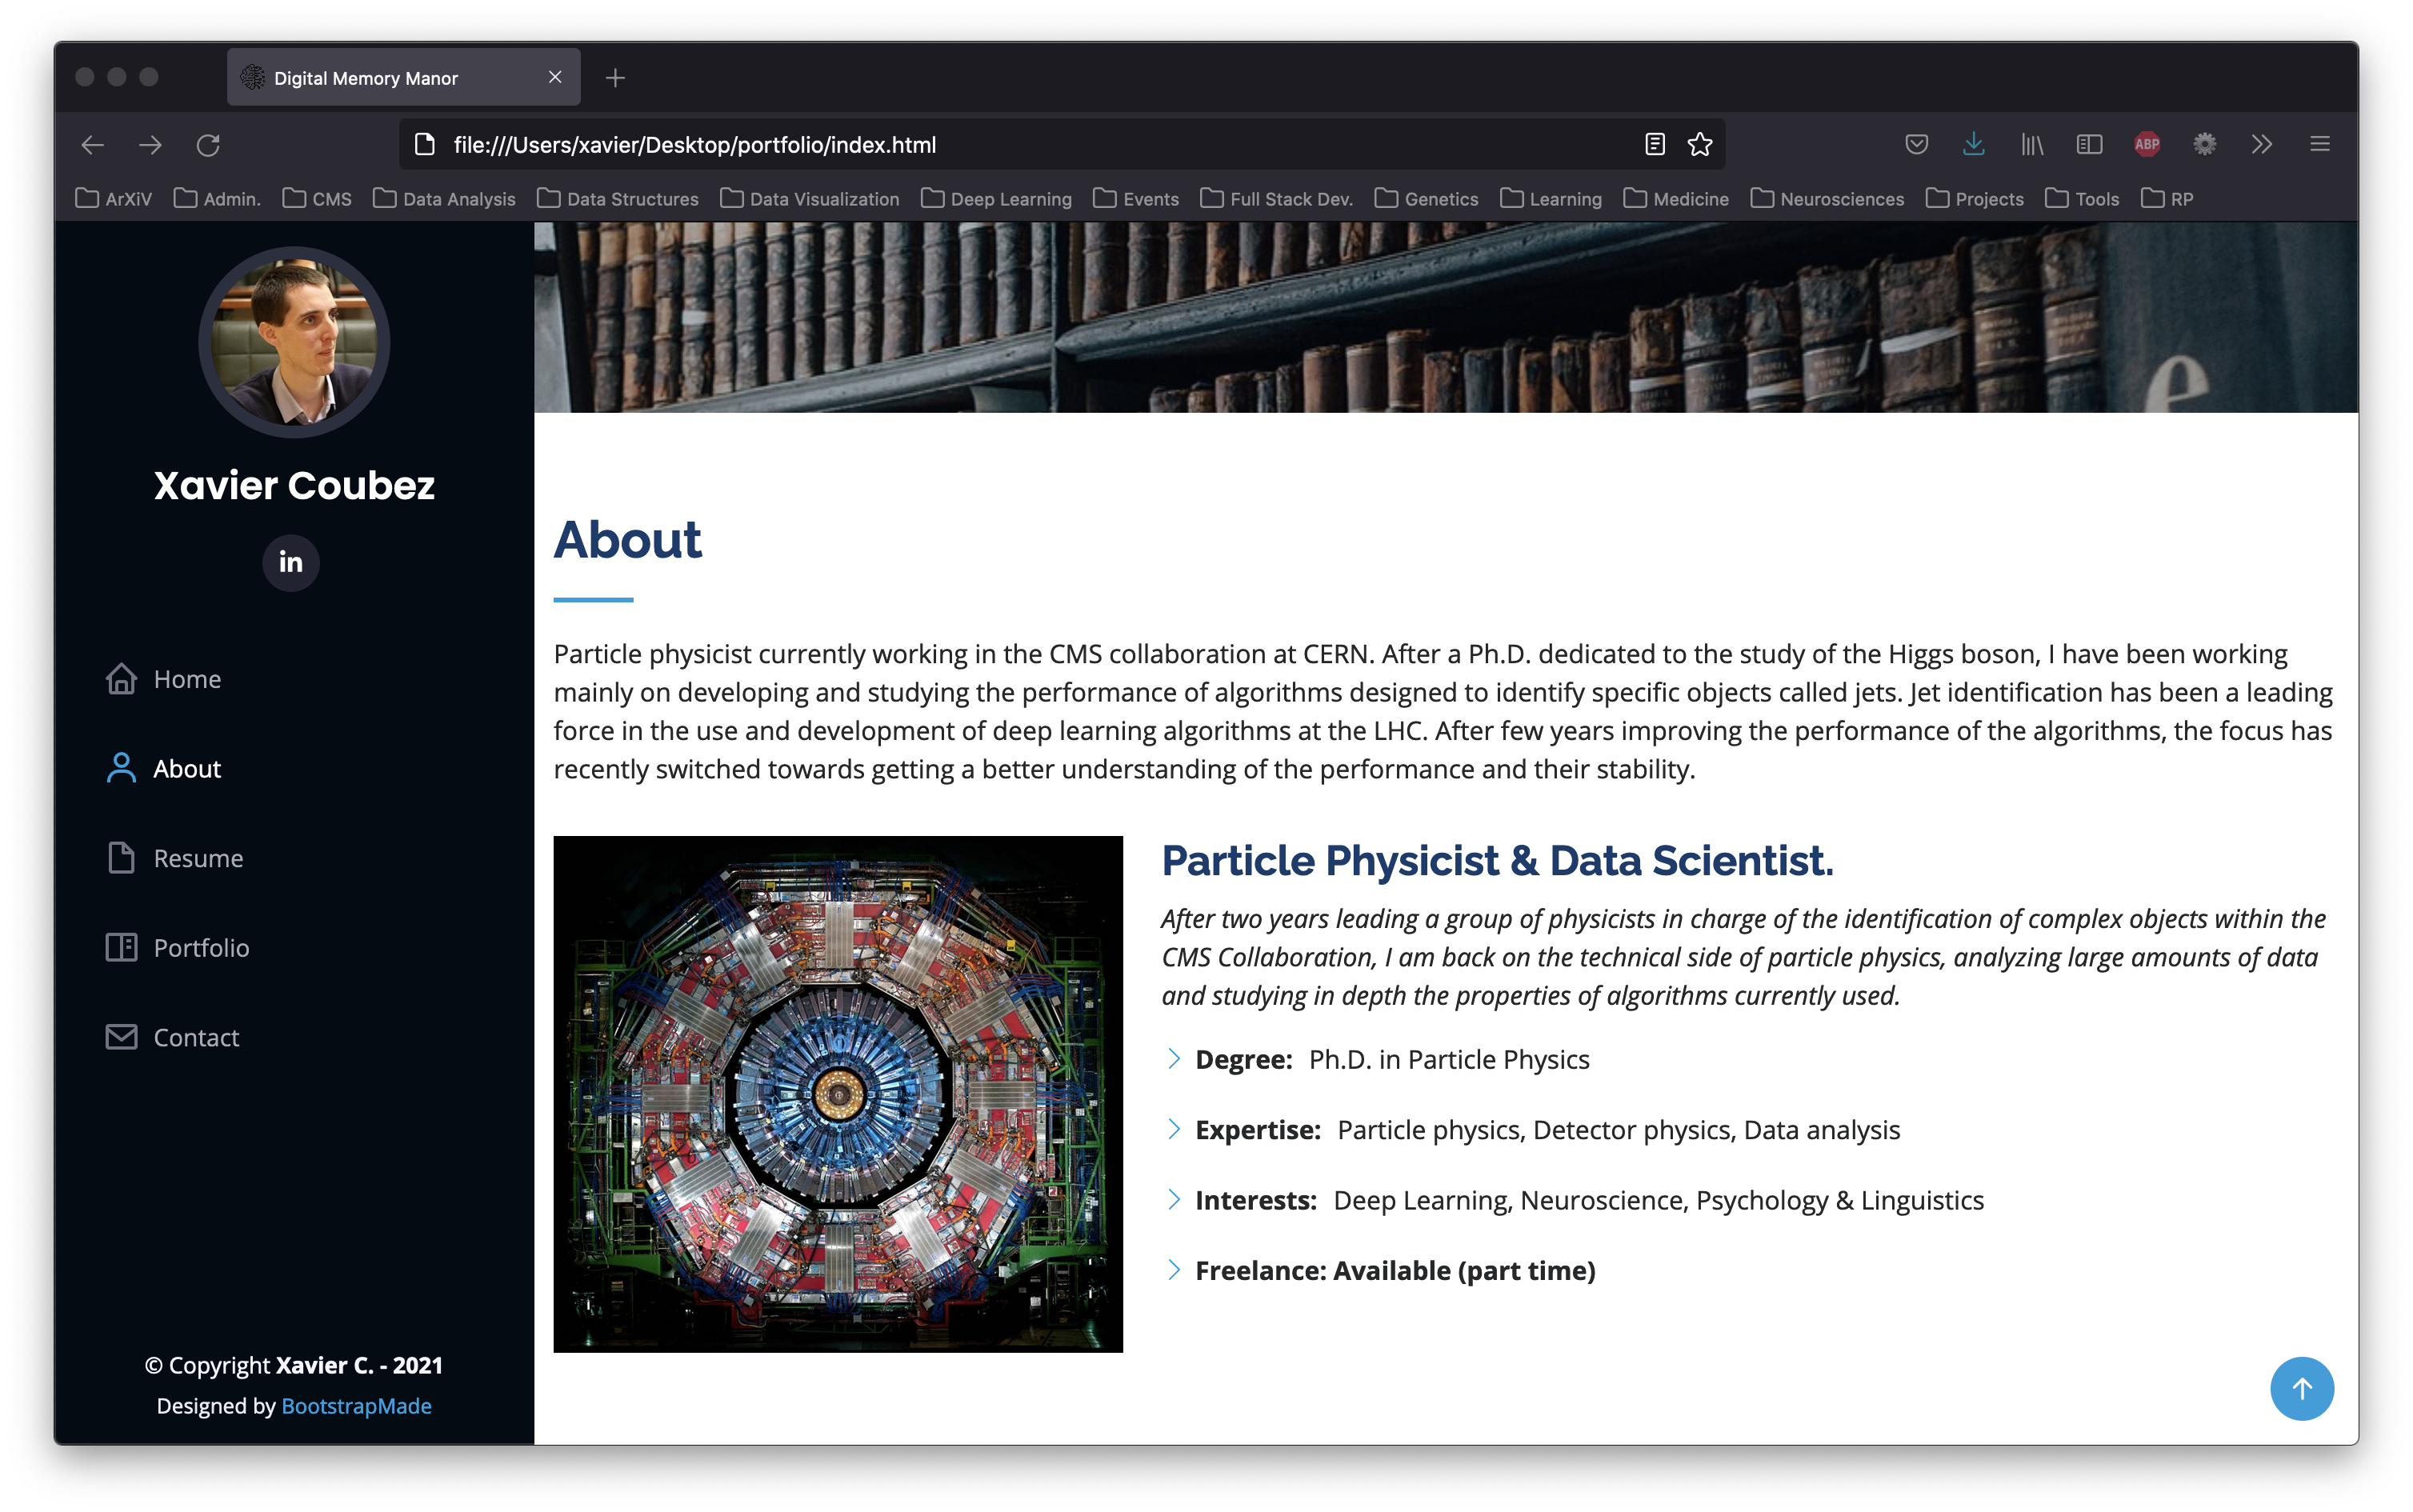 Digital Memory Manor
file:///Users/xavier/Desktop/portfolio/index.html
ABP
ArXiV Admin. CMS Data Analysis Data Structures Data Visualization Deep Learning Events Full Stack Dev. Genetics Learning Medicine Neurosciences Projects Tools RP
Xavier Coubez
in
Home
About
Resume
Portfolio
Contact
© Copyright Xavier C. - 2021
Designed by BootstrapMade
e
About
Particle physicist currently working in the CMS collaboration at CERN. After a Ph.D. dedicated to the study of the Higgs boson, I have been working
mainly on developing and studying the performance of algorithms designed to identify specific objects called jets. Jet identification has been a leading
force in the use and development of deep learning algorithms at the LHC. After few years improving the performance of the algorithms, the focus has
recently switched towards getting a better understanding of the performance and their stability.
Particle Physicist & Data Scientist.
After two years leading a group of physicists in charge of the identification of complex objects within the
CMS Collaboration, I am back on the technical side of particle physics, analyzing large amounts of data
and studying in depth the properties of algorithms currently used.
Degree: Ph.D. in Particle Physics
Expertise: Particle physics, Detector physics, Data analysis
Interests: Deep Learning, Neuroscience, Psychology & Linguistics
Freelance: Available (part time)